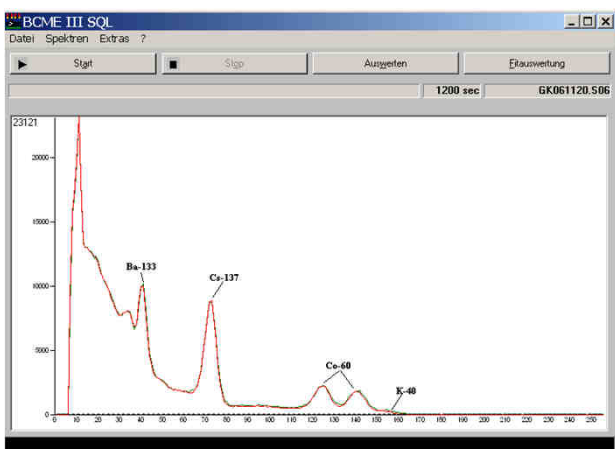 BCME III SQL
Datei Spektren Extras ?
Start Stop Auswerten Fitauswertung
1200 sec GK061120.S06
23121
20000
15000
Ba-133 Cs-137
10000
5000
Co-60
K-40
0
0 10 20 30 40 50 60 70 80 90 100 110 120 130 140 150 160 170 180 190 200 210 220 230 240 250